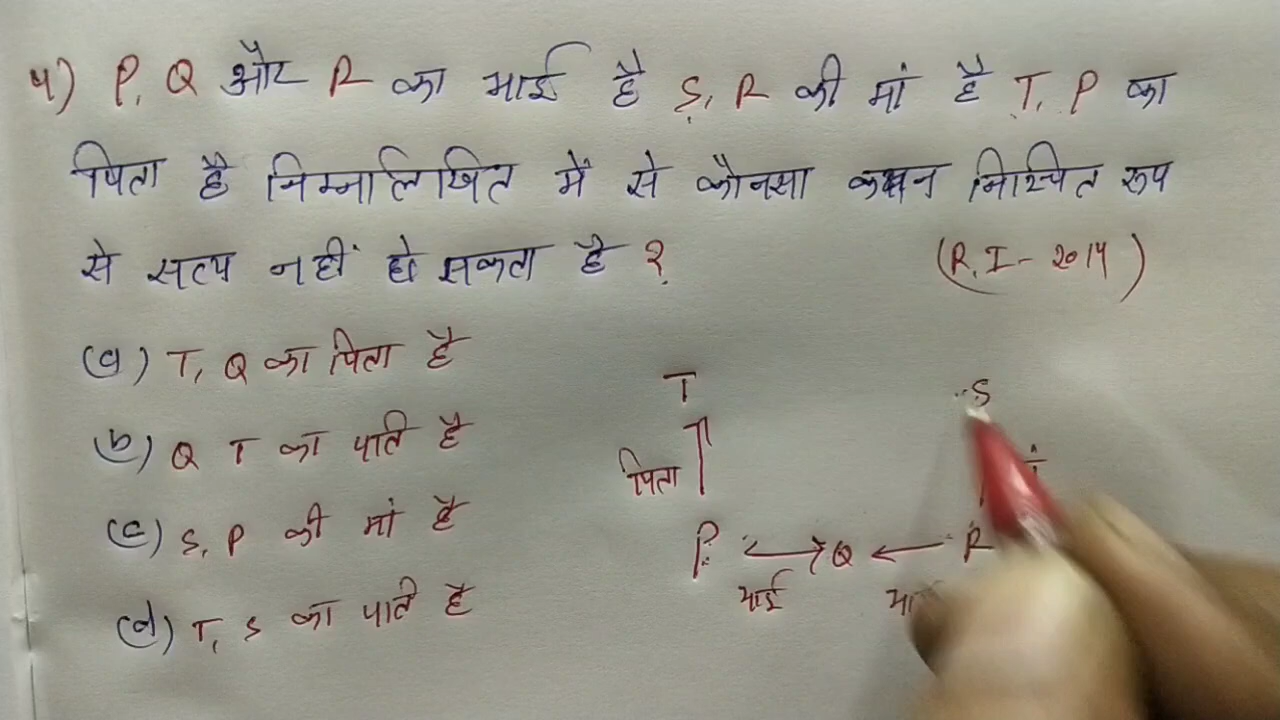 4) P, Q और R का भाई है S, R की मां है T, P का
पिता है निम्नलिखित में से कौनसा कथन निश्चित रूप
से सत्य नहीं हो सकता है ?
(R.I - 2014)
(a) T, Q का पिता है
(b) Q T का पति है
(c) S, P की मां है
(d) T, S का पति है
T S
पिता
P Q R
भाई